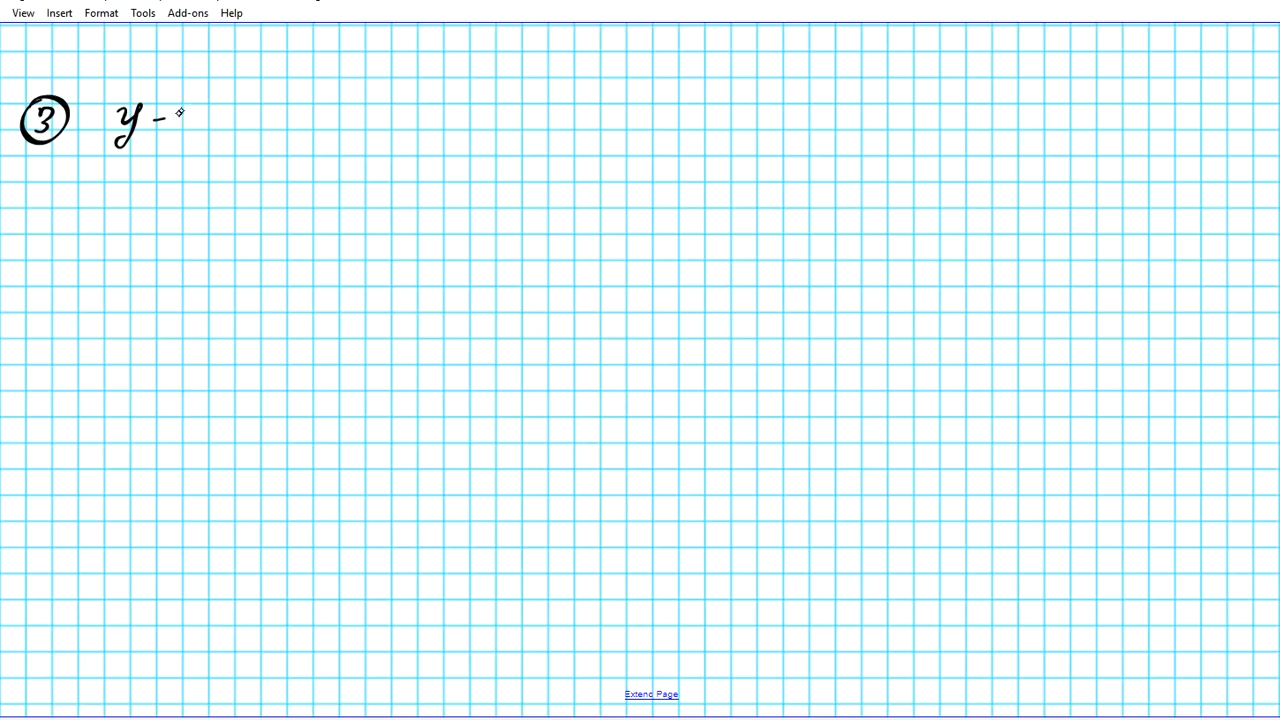 View Insert Format Tools Add-ons Help
③ y -
Extend Page